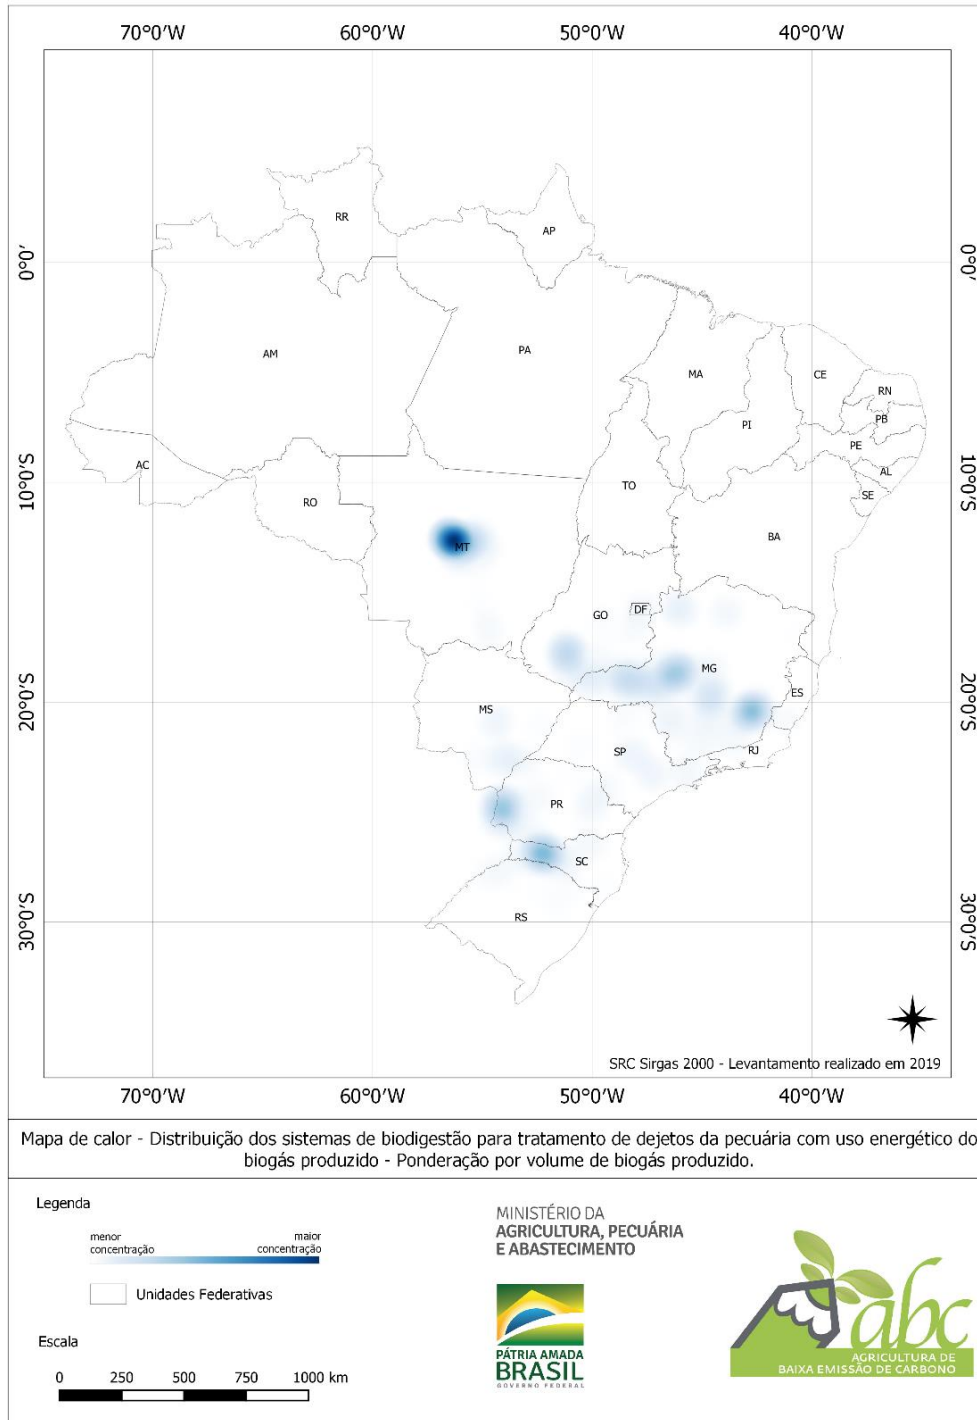 70°0′W 60°0′W 50°0′W 40°0′W
RR
AP
0°0′ 0°0′
AM
PA
MA
CE
RN
PB
PI
PE
AL
AC
SE
TO
RO
10°0′S 10°0′S
BA
MT
GO
DF
MG
ES
20°0′S 20°0′S
MS
SP
RJ
PR
SC
RS
30°0′S 30°0′S
SRC Sirgas 2000 - Levantamento realizado em 2019
70°0′W 60°0′W 50°0′W 40°0′W
Mapa de calor - Distribuição dos sistemas de biodigestão para tratamento de dejetos da pecuária com uso energético do
biogás produzido - Ponderação por volume de biogás produzido.
Legenda
menor concentração
maior concentração
Unidades Federativas
Escala
0 250 500 750 1000 km
MINISTÉRIO DA
AGRICULTURA, PECUÁRIA
E ABASTECIMENTO
PÁTRIA AMADA
BRASIL
GOVERNO FEDERAL
abc
AGRICULTURA DE
BAIXA EMISSÃO DE CARBONO